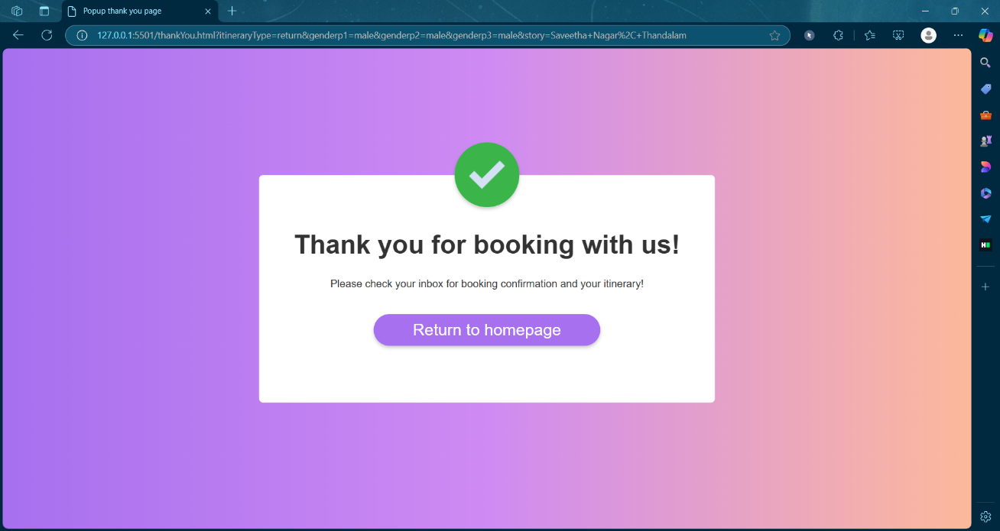 Popup thank you page
127.0.0.1:5501/thankYou.html?itineraryType=return&genderp1=male&genderp2=male&genderp3=male&story=Saveetha+Nagar%2C+Thandalam
Thank you for booking with us!
Please check your inbox for booking confirmation and your itinerary!
Return to homepage